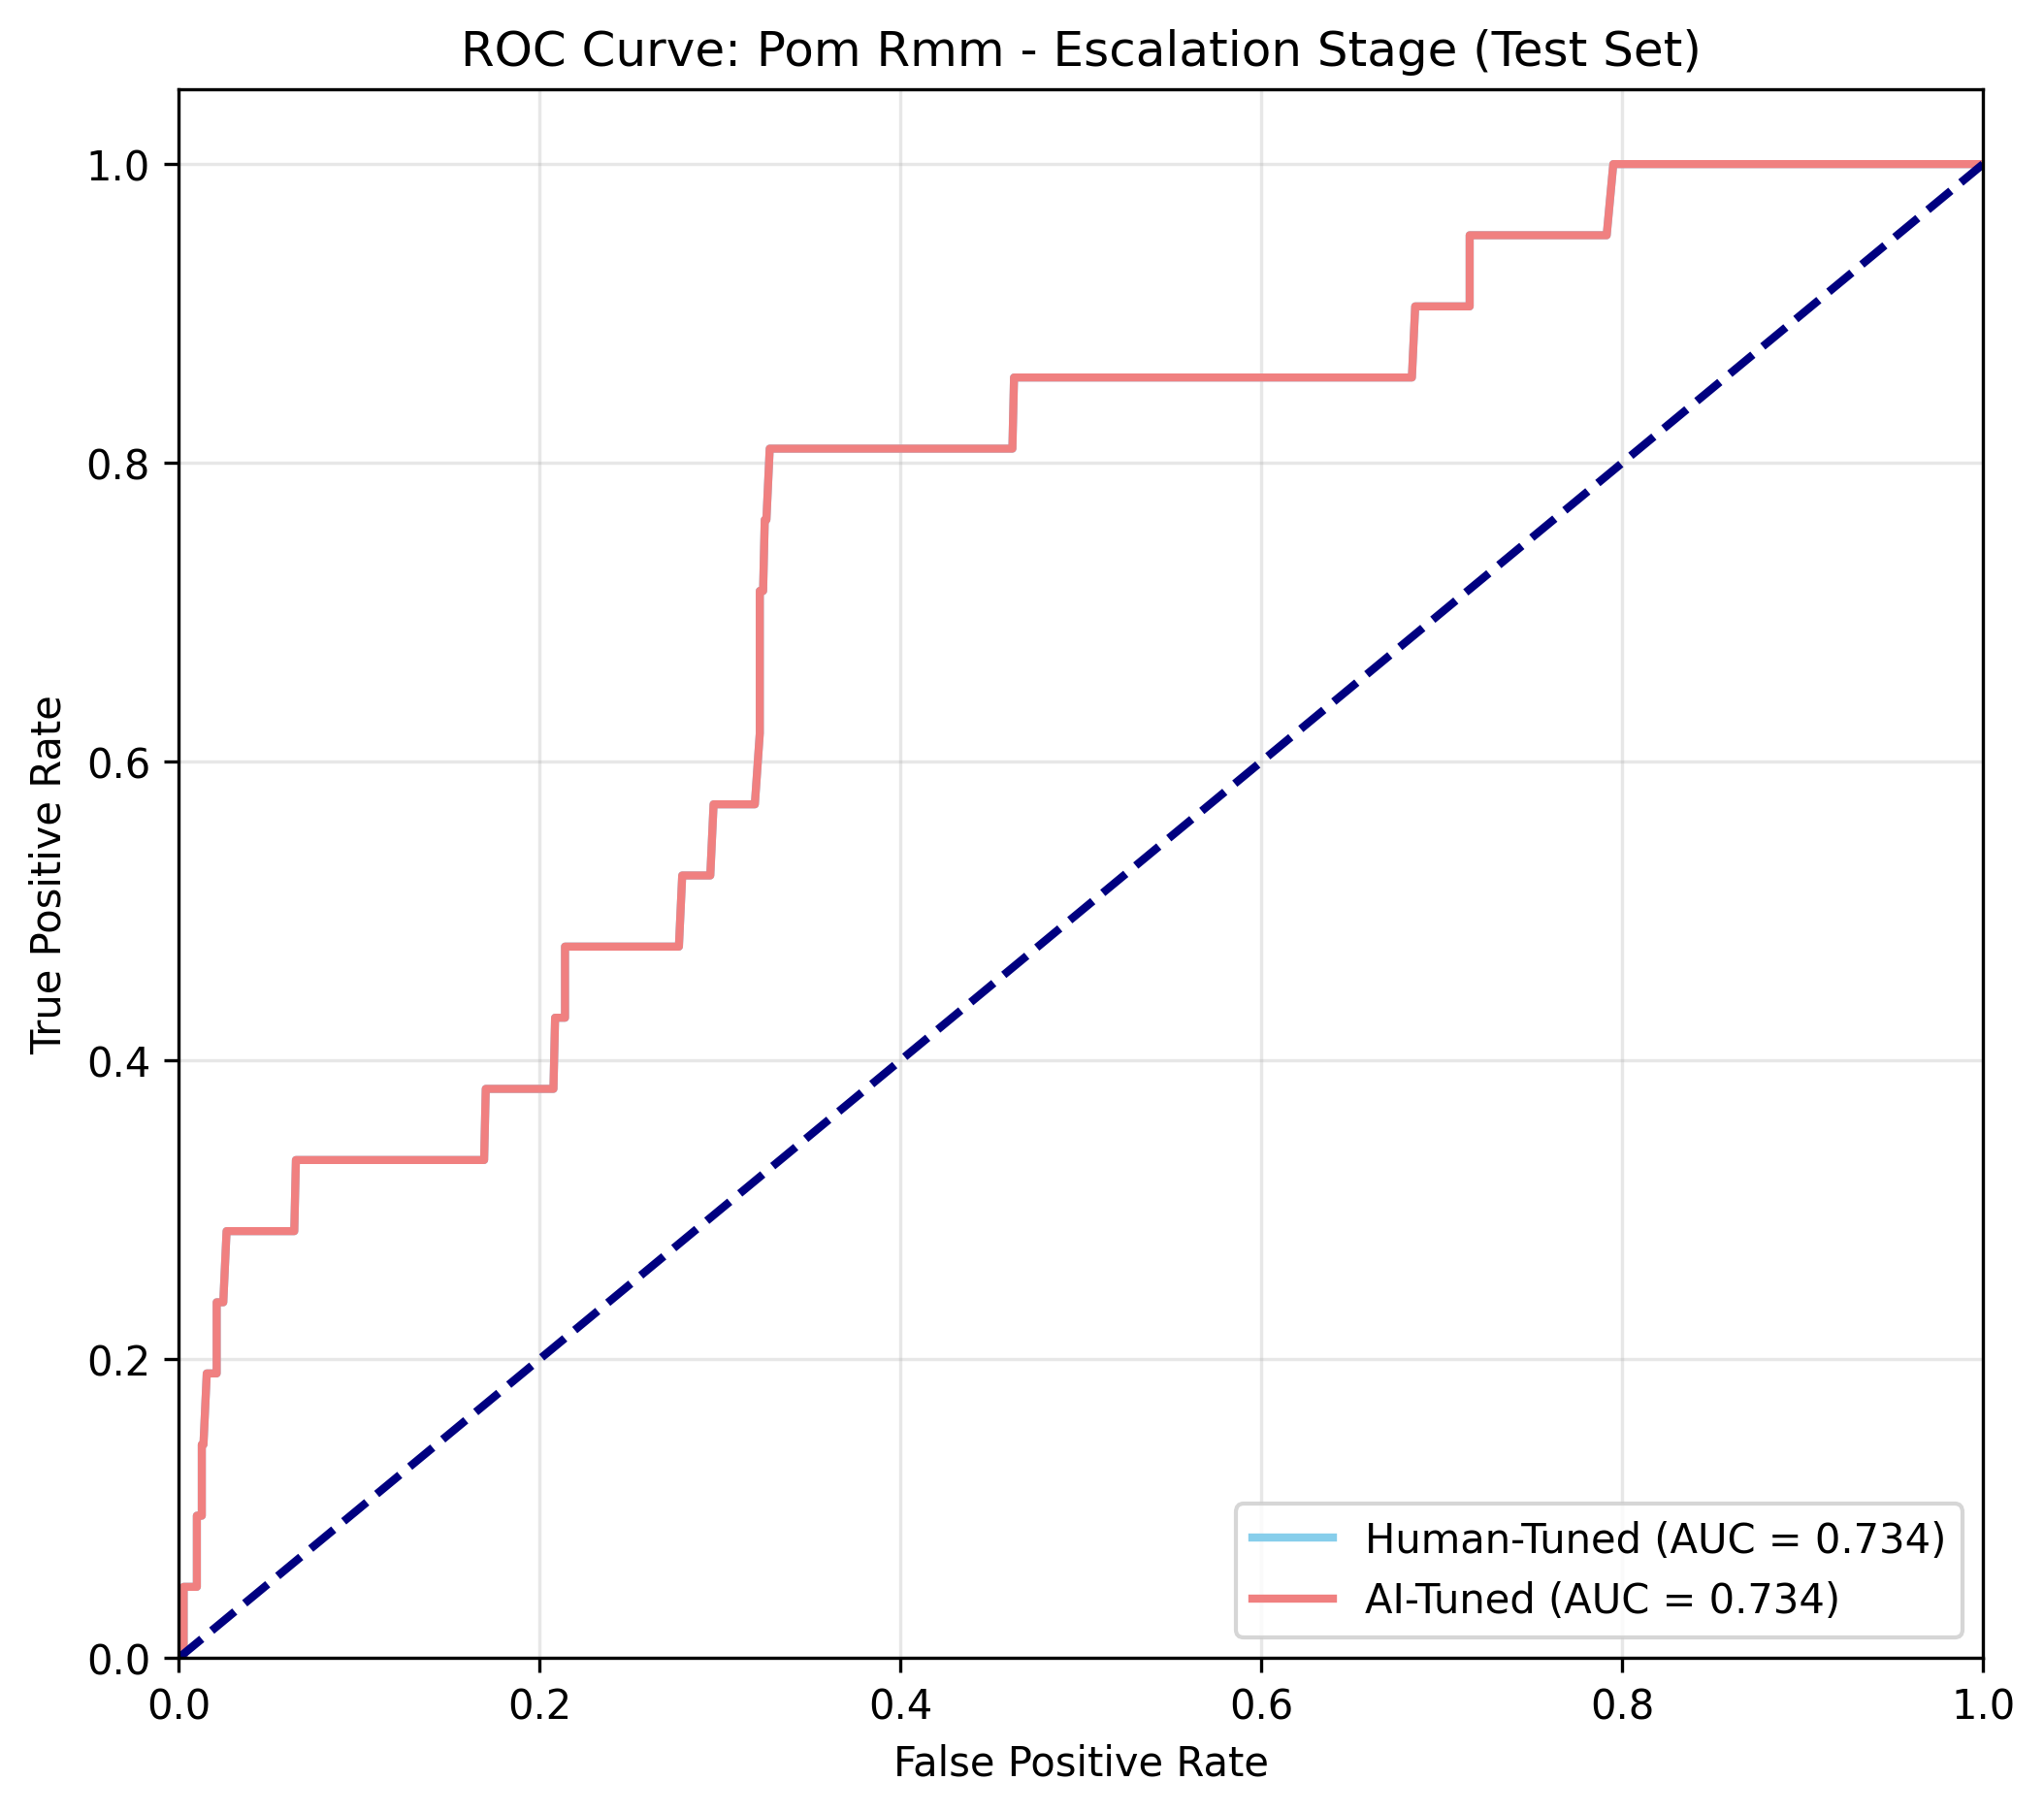 ROC Curve: Pom Rmm - Escalation Stage (Test Set)
1.0
0.8
0.6
0.4
0.2
0.0
True Positive Rate
Human-Tuned (AUC = 0.734)
AI-Tuned (AUC = 0.734)
0.0 0.2 0.4 0.6 0.8 1.0
False Positive Rate